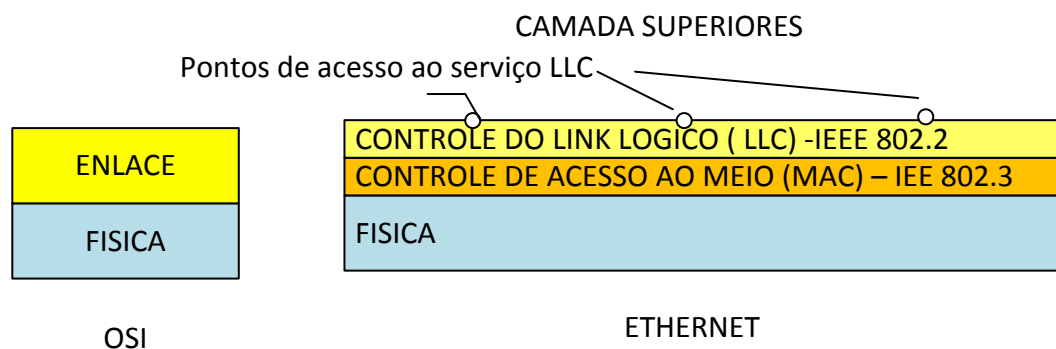 CAMADA SUPERIORES
Pontos de acesso ao serviço LLC
ENLACE
FISICA
OSI
CONTROLE DO LINK LOGICO ( LLC) -IEEE 802.2
CONTROLE DE ACESSO AO MEIO (MAC) – IEE 802.3
FISICA
ETHERNET